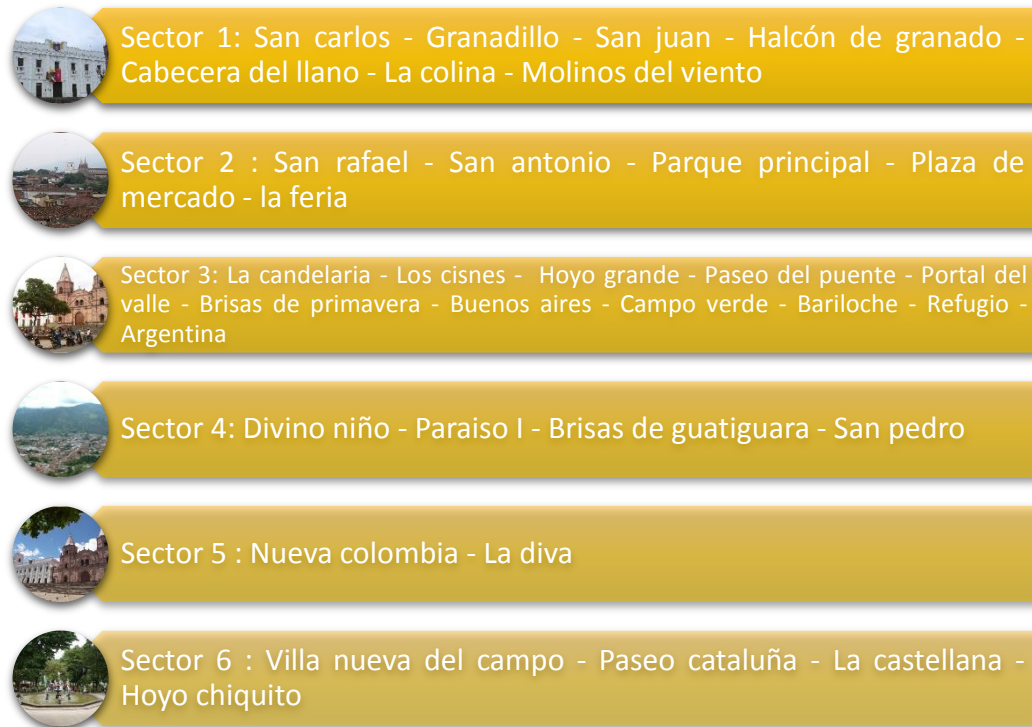 Sector 1: San carlos - Granadillo - San juan - Halcón de granado -
Cabecera del llano - La colina - Molinos del viento
Sector 2 : San rafael - San antonio - Parque principal - Plaza de
mercado - la feria
Sector 3: La candelaria - Los cisnes - Hoyo grande - Paseo del puente - Portal del
valle - Brisas de primavera - Buenos aires - Campo verde - Bariloche - Refugio -
Argentina
Sector 4: Divino niño - Paraiso I - Brisas de guatiguara - San pedro
Sector 5 : Nueva colombia - La diva
Sector 6 : Villa nueva del campo - Paseo cataluña - La castellana -
Hoyo chiquito